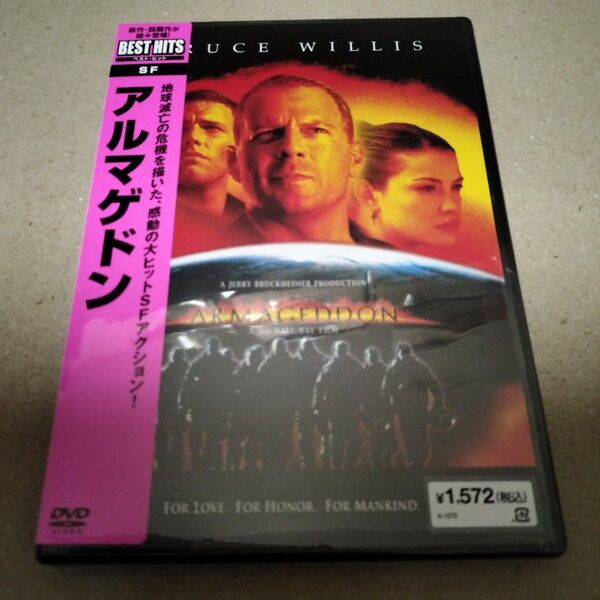 新作・話題作が
続々登場!
BEST HITS
ベスト・ヒット
SF
アルマゲドン
地球滅亡の危機を描いた、感動の大ヒットSFアクション!
DVD
VIDEO
RUCE WILLIS
A JERRY BRUCKHEIMER PRODUCTION
ARMAGEDDON
A MICHAEL BAY FILM
FOR LOVE. FOR HONOR. FOR MANKIND.
¥1,572(税込)
A-1572